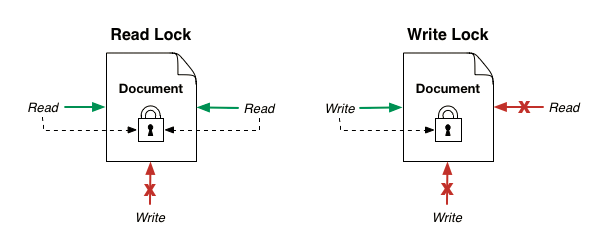 Read Lock
Document
Read
Read
Write
Write Lock
Document
Write
X Read
X
X
Write